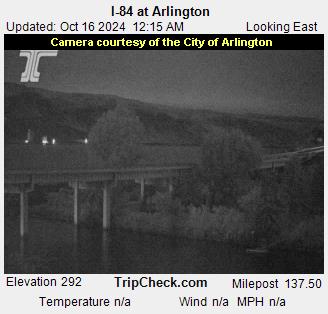 I-84 at Arlington
Updated: Oct 16 2024 12:15 AM Looking East
Camera courtesy of the City of Arlington
Elevation 292 TripCheck.com Milepost 137.50
Temperature n/a Wind n/a MPH n/a